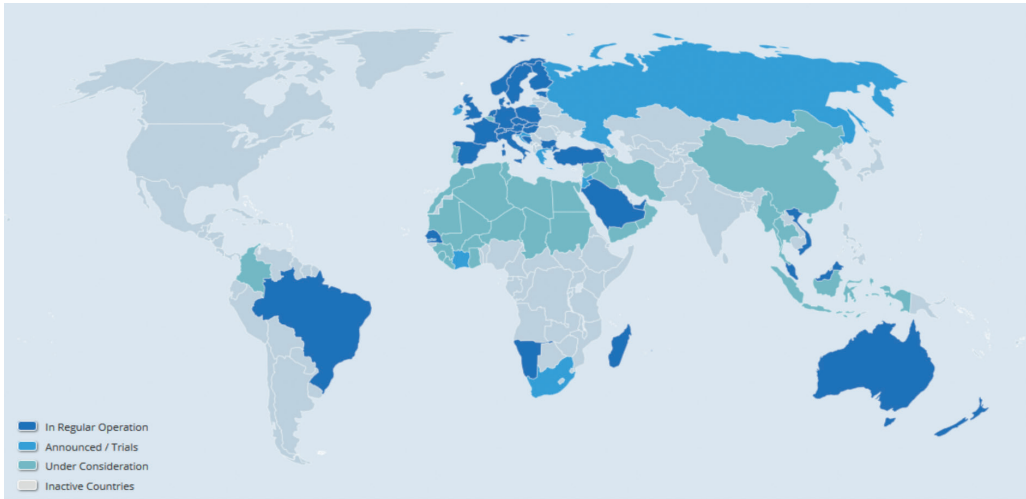 In Regular Operation
Announced / Trials
Under Consideration
Inactive Countries